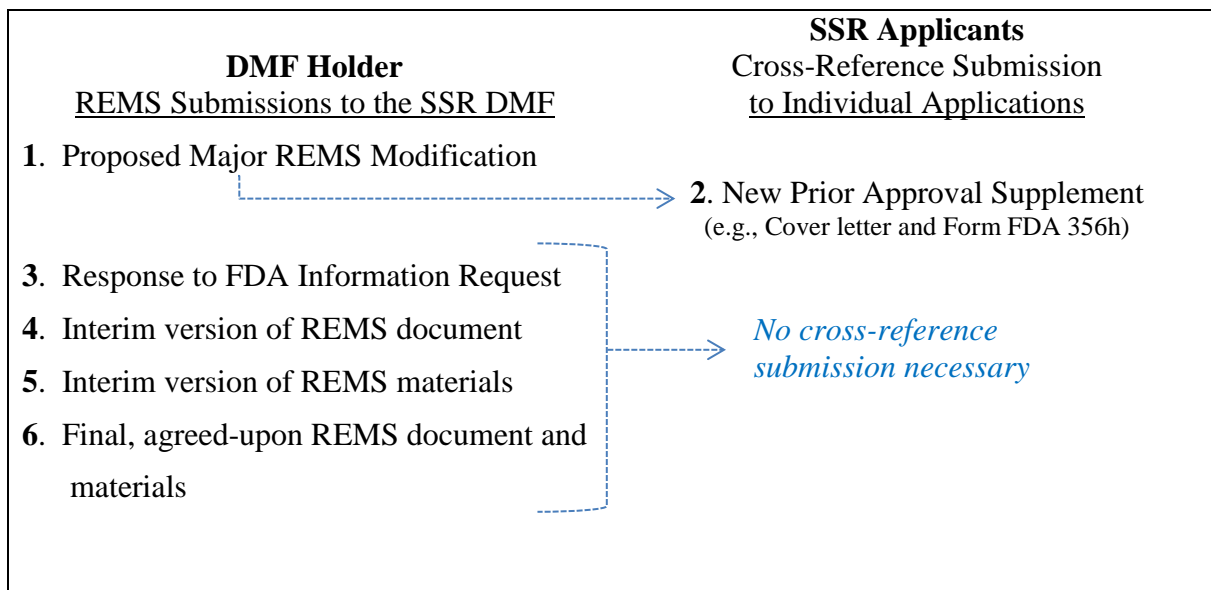 DMF Holder
REMS Submissions to the SSR DMF
SSR Applicants
Cross-Reference Submission
to Individual Applications
1. Proposed Major REMS Modification
2. New Prior Approval Supplement
(e.g., Cover letter and Form FDA 356h)
3. Response to FDA Information Request
4. Interim version of REMS document
5. Interim version of REMS materials
6. Final, agreed-upon REMS document and
materials
No cross-reference
submission necessary